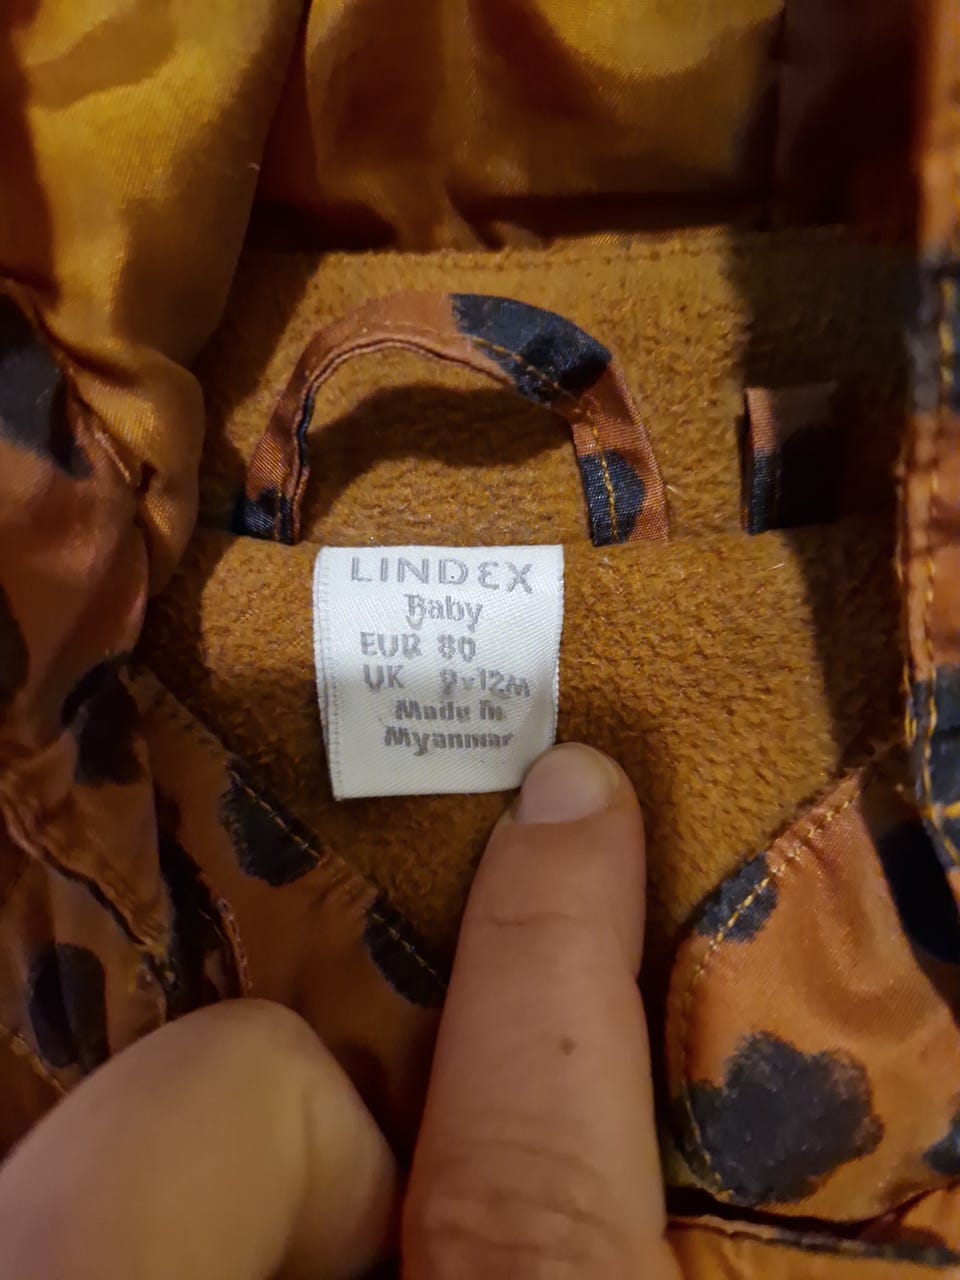 LINDEX
Baby
EUR 80
UK 9-12M
Made in
Myanmar